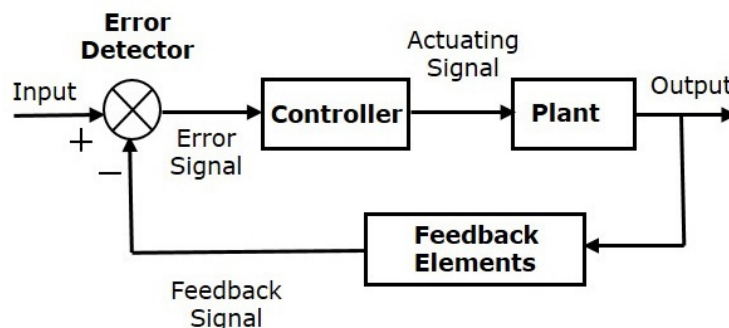 Error
Detector
Input
+
−
Error
Signal
Controller
Actuating
Signal
Plant
Output
Feedback
Elements
Feedback
Signal